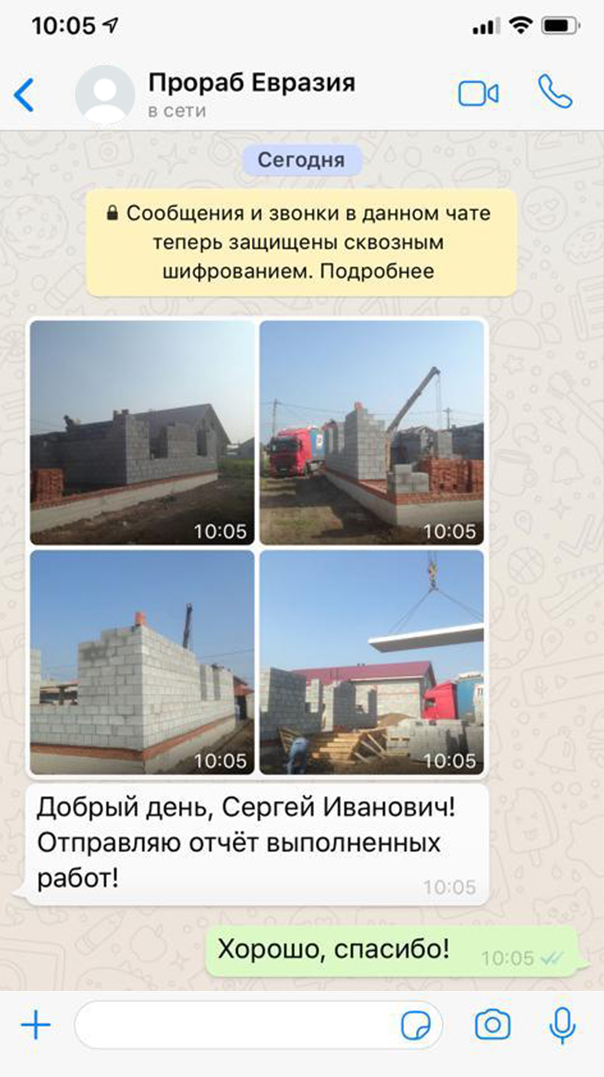 10:05
Прораб Евразия
в сети
Сегодня
Сообщения и звонки в данном чате
теперь защищены сквозным
шифрованием. Подробнее
10:05
10:05
10:05
10:05
Добрый день, Сергей Иванович!
Отправляю отчёт выполненных
работ!
10:05
Хорошо, спасибо!
10:05